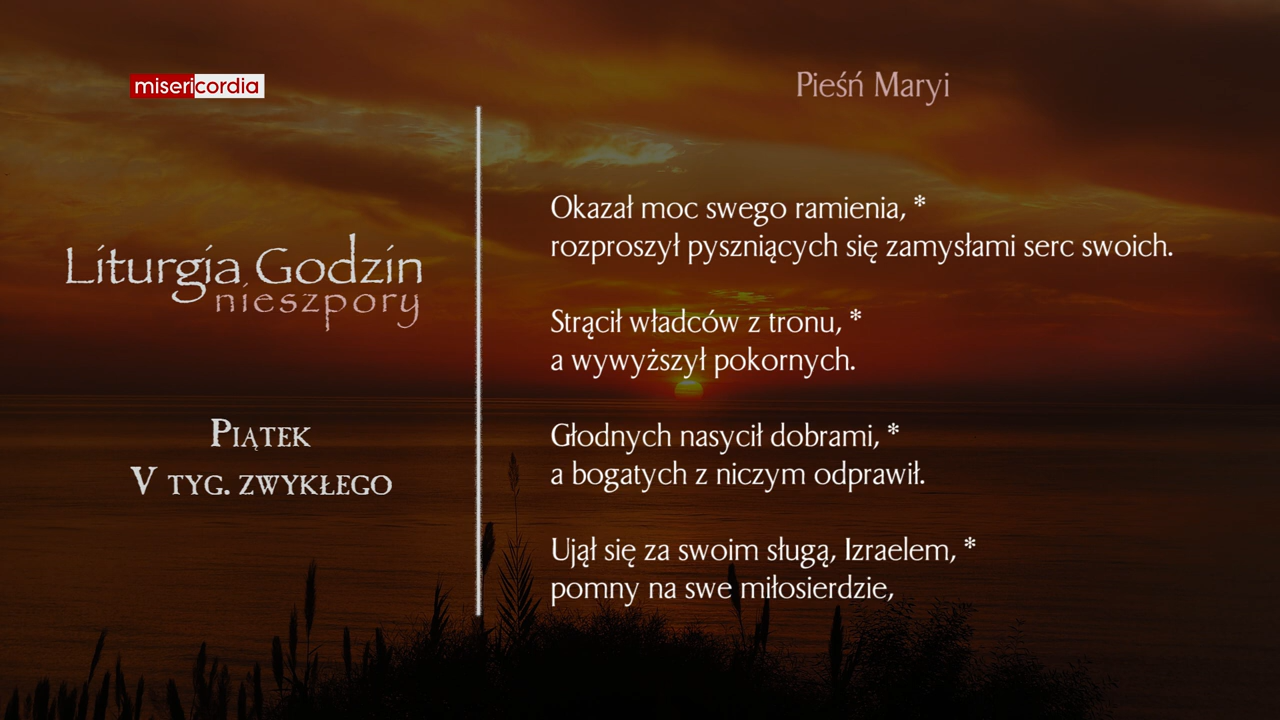 misericordia
Pieśń Maryi
Liturgia Godzin
nieszpory
Piątek
V tyg. zwykłego
Okazał moc swego ramienia, *
rozproszył pyszniących się zamysłami serc swoich.
Strącił władców z tronu, *
a wywyższył pokornych.
Głodnych nasycił dobrami, *
a bogatych z niczym odprawił.
Ujął się za swoim sługą, Izraelem, *
pomny na swe miłosierdzie,